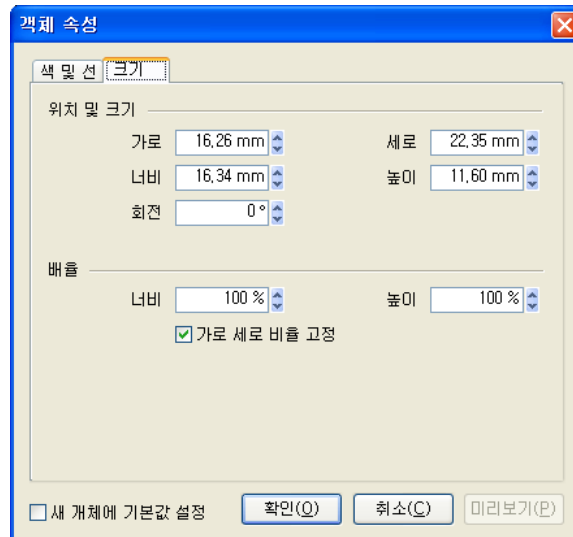 객체 속성
색 및 선 크기
위치 및 크기
가로 16,26 mm 세로 22,35 mm
너비 16,34 mm 높이 11,60 mm
회전 0 °
배율
너비 100 % 높이 100 %
가로 세로 비율 고정
새 개체에 기본값 설정 확인(O) 취소(C) 미리보기(P)